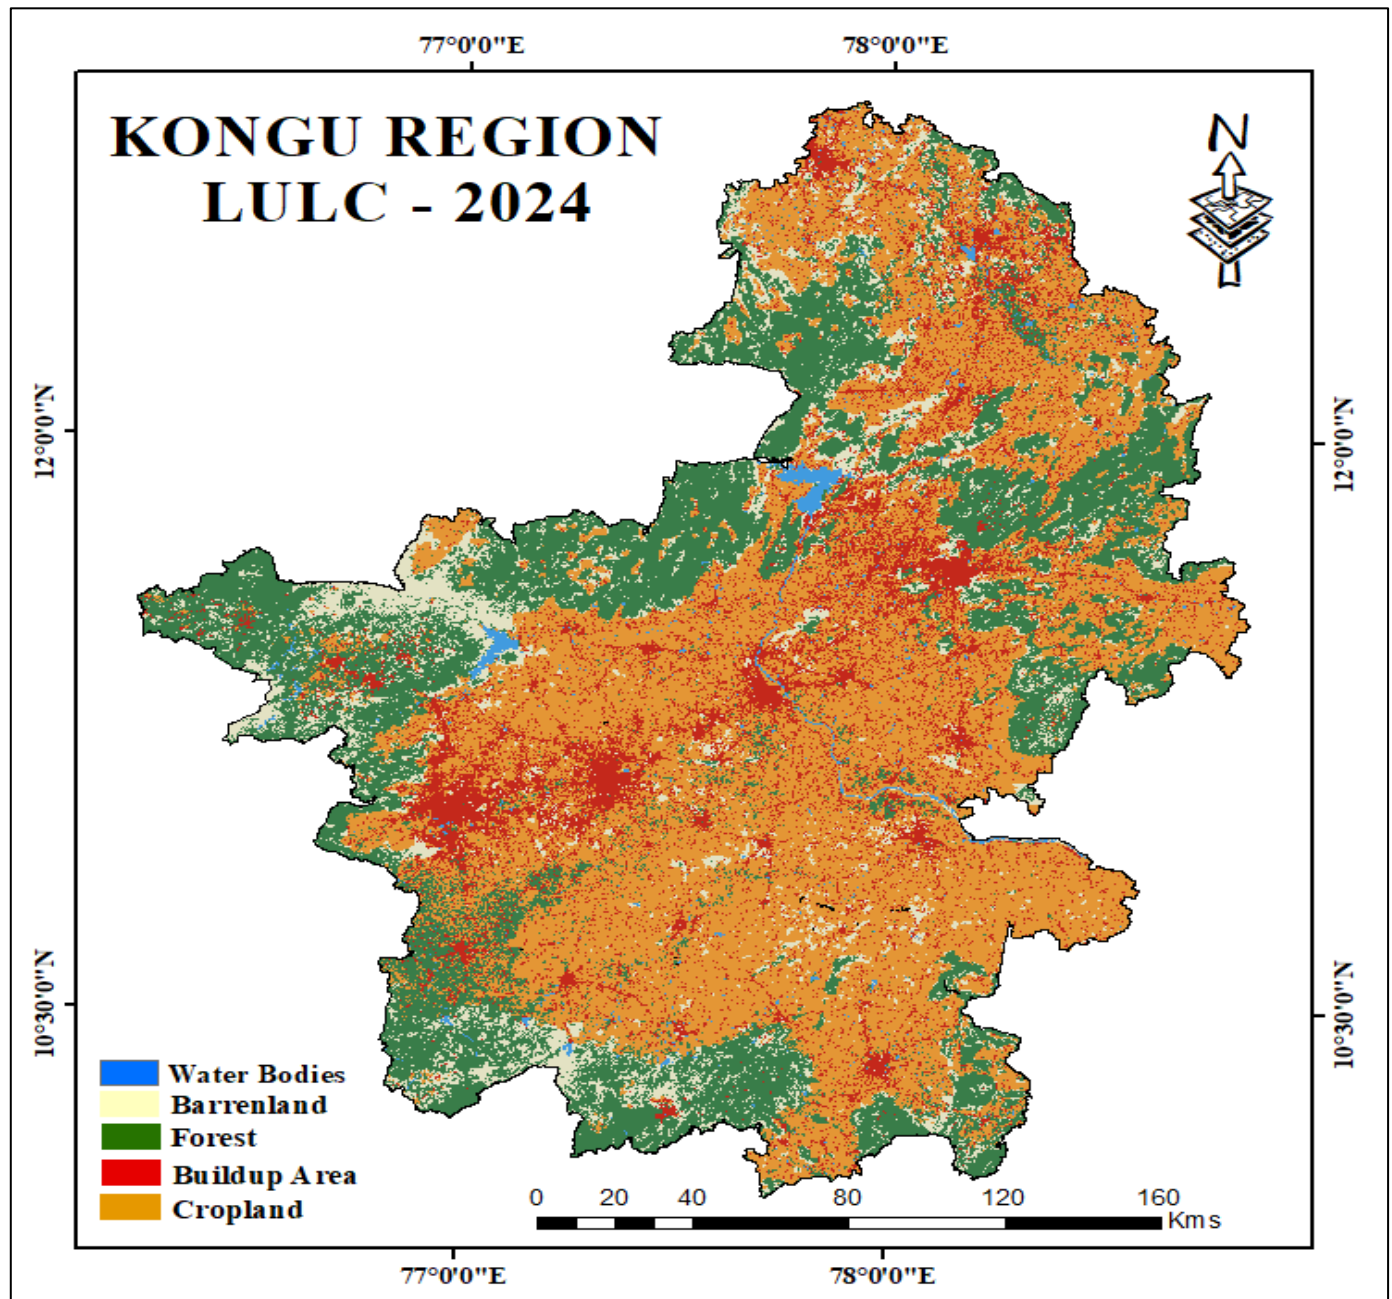 77°0'0"E 78°0'0"E
KONGU REGION
LULC - 2024
N
12°0'0"N
12°0'0"N
10°30'0"N
10°30'0"N
Water Bodies
Barrenland
Forest
Buildup Area
Cropland
0 20 40 80 120 160
Kms
77°0'0"E 78°0'0"E